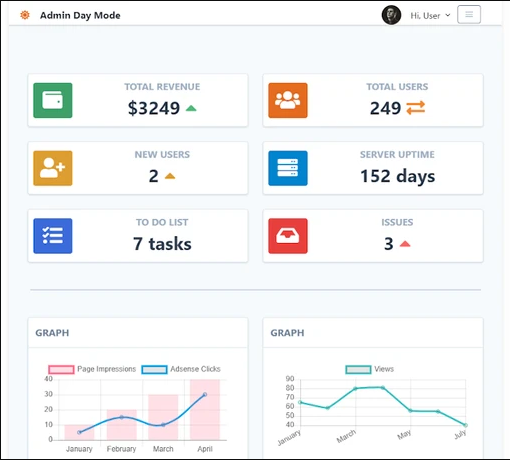 Admin Day Mode
Hi, User
TOTAL REVENUE
$3249
TOTAL USERS
249
NEW USERS
2
SERVER UPTIME
152 days
TO DO LIST
7 tasks
ISSUES
3
GRAPH
Page Impressions
Adsense Clicks
40
30
20
10
0
January
February
March
April
GRAPH
Views
90
80
70
60
50
40
January
March
May
July